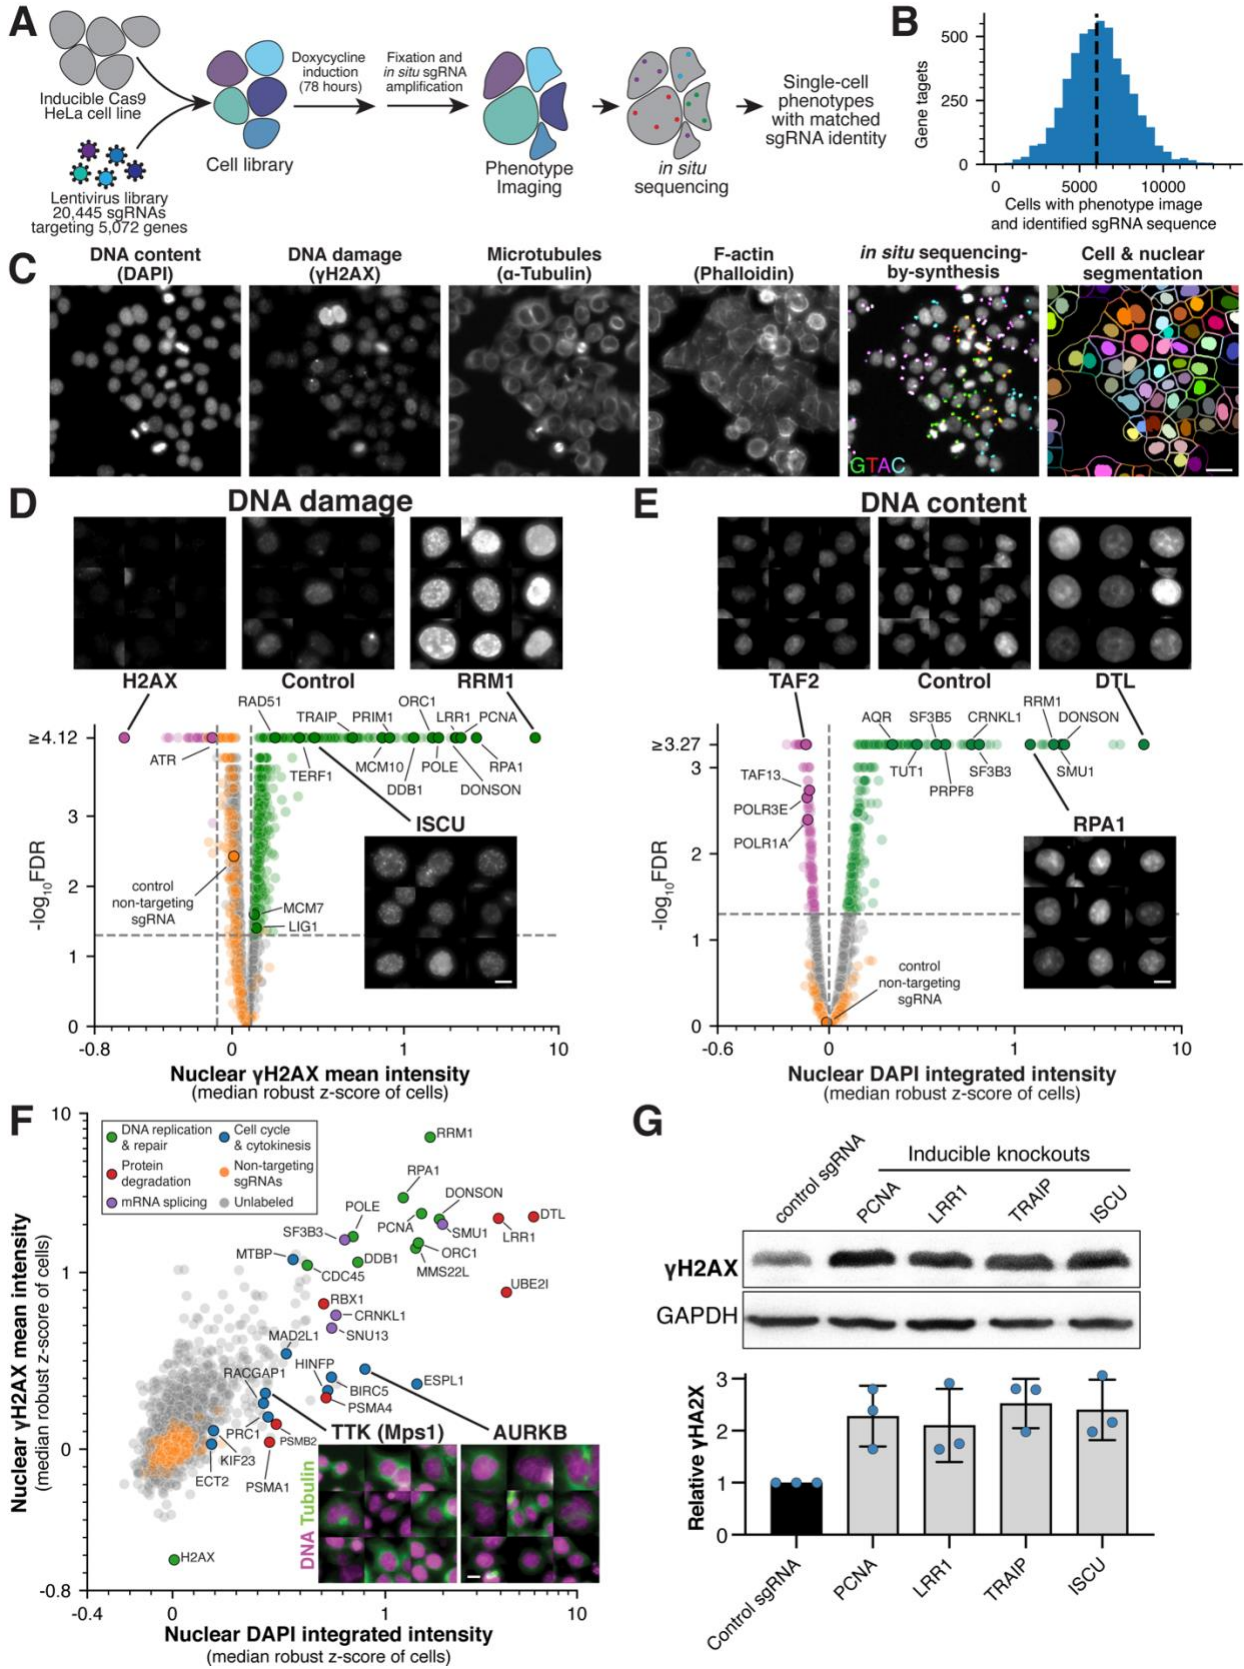 A
Inducible Cas9
HeLa cell line
Lentivirus library
20,445 sgRNAs
targeting 5,072 genes
Cell library
Doxycycline
induction
(78 hours)
Fixation and
in situ sgRNA
amplification
Phenotype
Imaging
in situ
sequencing
Single-cell
phenotypes
with matched
sgRNA identity
B
Gene targets
500
250
0
0
5000
10000
Cells with phenotype image
and identified sgRNA sequence
C
DNA content
(DAPI)
DNA damage
(γH2AX)
Microtubules
(α-Tubulin)
F-actin
(Phalloidin)
in situ sequencing-
by-synthesis
Cell & nuclear
segmentation
GTAC
D
DNA damage
H2AX
Control
RRM1
ATR
RAD51
TRAIP
PRIM1
ORC1
LRR1
PCNA
TERF1
MCM10
DDB1
POLE
DONSON
RPA1
ISCU
control
non-targeting
sgRNA
MCM7
LIG1
-log10FDR
≥4.12
3
2
1
0
-0.8
0
1
10
Nuclear γH2AX mean intensity
(median robust z-score of cells)
E
DNA content
TAF2
Control
DTL
AQR
SF3B5
CRNKL1
RRM1
DONSON
TUT1
PRPF8
SF3B3
SMU1
RPA1
TAF13
POLR3E
POLR1A
control
non-targeting
sgRNA
-log10FDR
≥3.27
3
2
1
0
-0.6
0
1
10
Nuclear DAPI integrated intensity
(median robust z-score of cells)
F
DNA replication
& repair
Cell cycle
& cytokinesis
Protein
degradation
Non-targeting
sgRNAs
mRNA splicing
Unlabeled
RRM1
RPA1
DONSON
POLE
PCNA
SMU1
DTL
LRR1
SF3B3
MTBP
DDB1
ORC1
CDC45
MMS22L
UBE2I
RBX1
CRNKL1
SNU13
MAD2L1
HINFP
RACGAP1
BIRC5
ESPL1
PSMA4
TTK (Mps1)
AURKB
PRC1
PSMB2
KIF23
ECT2
PSMA1
H2AX
DNA Tubulin
Nuclear γH2AX mean intensity
(median robust z-score of cells)
10
1
0
-0.8
-0.4
0
1
10
Nuclear DAPI integrated intensity
(median robust z-score of cells)
G
control sgRNA
Inducible knockouts
PCNA
LRR1
TRAIP
ISCU
γH2AX
GAPDH
Relative γHA2X
3
2
1
0
Control sgRNA
PCNA
LRR1
TRAIP
ISCU